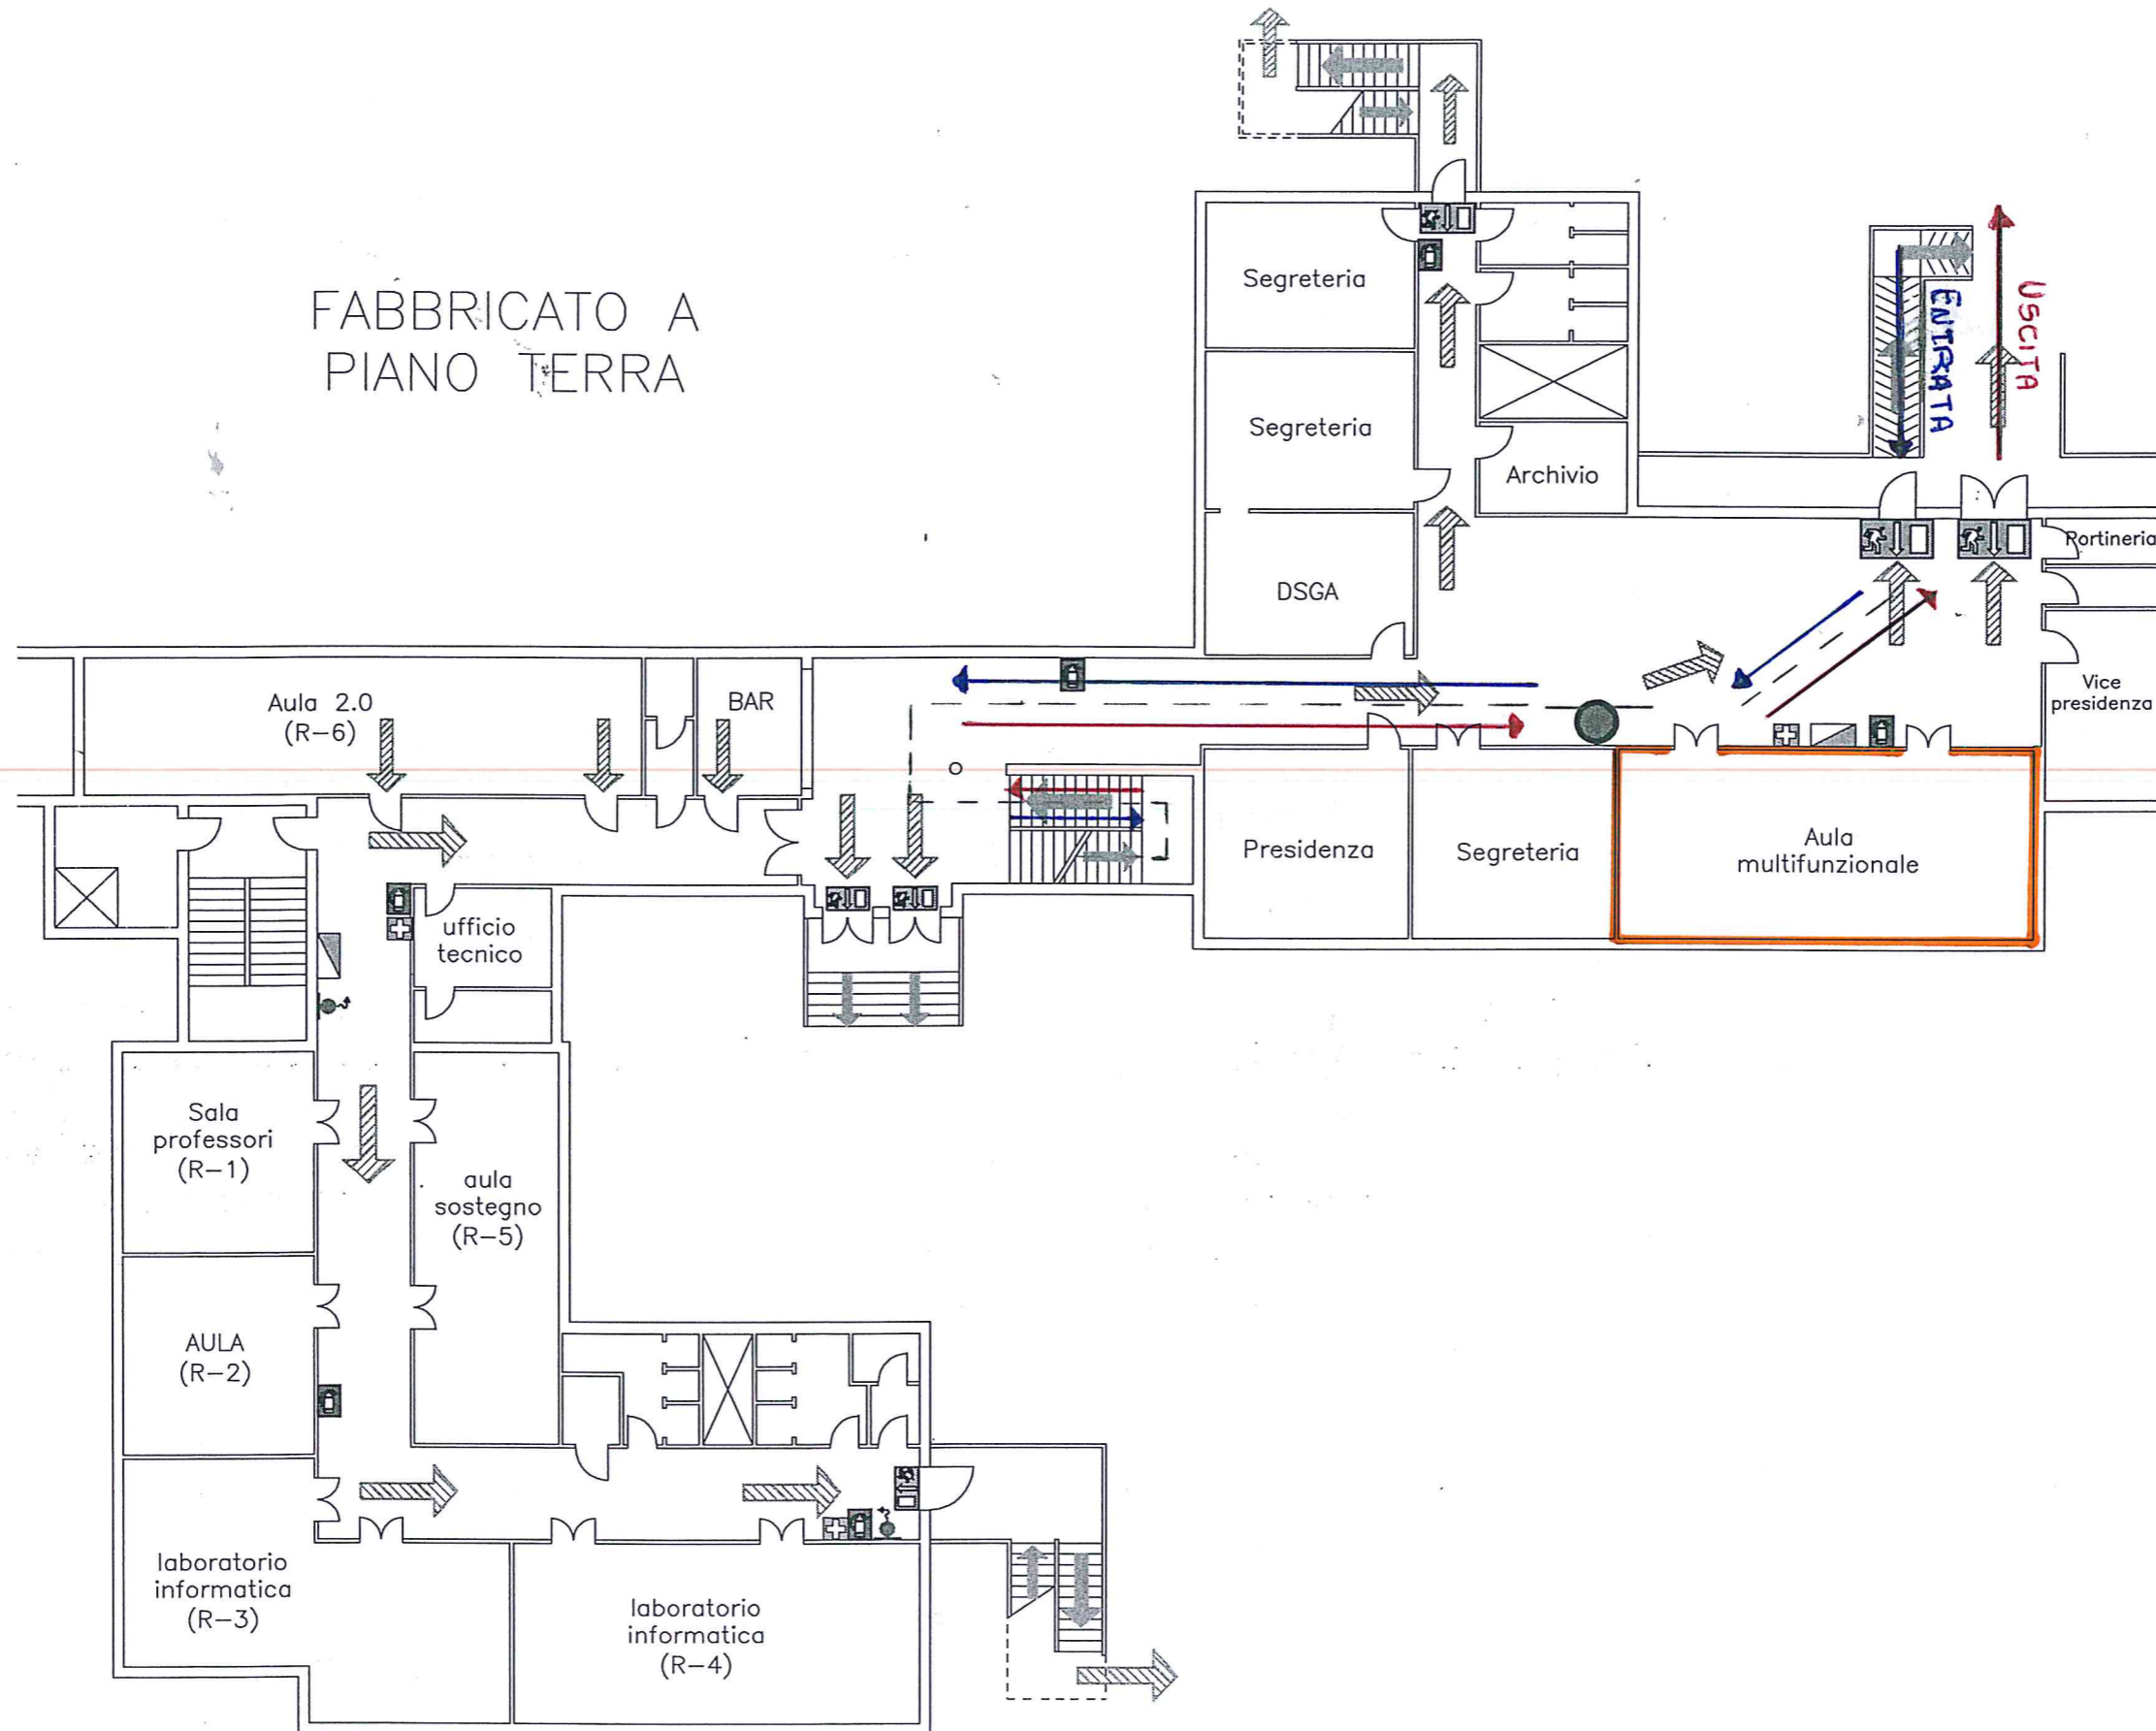 FABBRICATO A
PIANO TERRA
Segreteria
Segreteria
Archivio
DSGA
ENTRATA
USCITA
Portineria
Vice
presidenza
Aula 2.0
(R-6)
BAR
Presidenza
Segreteria
Aula
multifunzionale
ufficio
tecnico
Sala
professori
(R-1)
aula
sostegno
(R-5)
AULA
(R-2)
laboratorio
informatica
(R-3)
laboratorio
informatica
(R-4)